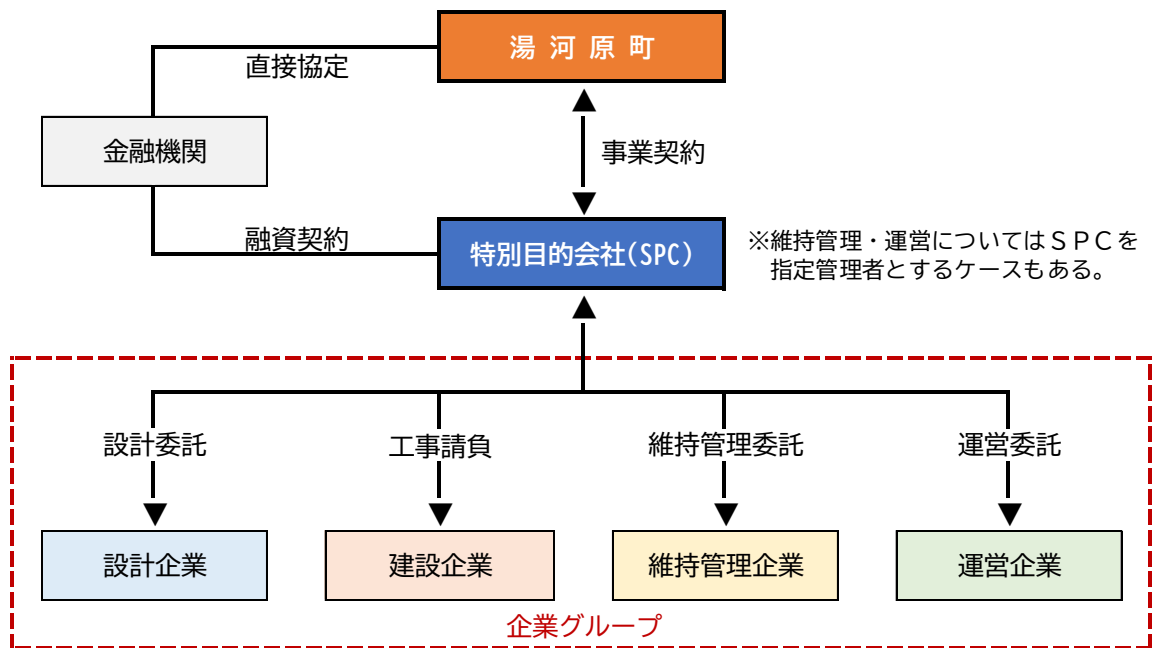 湯河原町
直接協定
金融機関
事業契約
融資契約
特別目的会社(SPC)
※維持管理・運営についてはＳＰＣを
指定管理者とするケースもある。
設計委託
工事請負
維持管理委託
運営委託
設計企業
建設企業
維持管理企業
運営企業
企業グループ